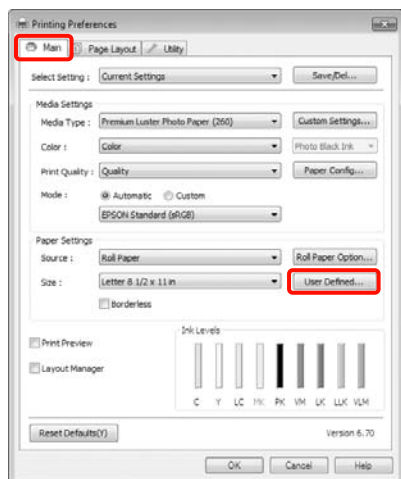 Printing Preferences
Main Page Layout Utility
Select Setting : Current Settings Save/Del...
Media Settings
Media Type : Premium Luster Photo Paper (260) Custom Settings...
Color : Color Photo Black Ink
Print Quality : Quality Paper Config...
Mode : Automatic Custom
EPSON Standard (sRGB)
Paper Settings
Source : Roll Paper Roll Paper Option...
Size : Letter 8 1/2 x 11 in User Defined...
Borderless
Ink Levels
Print Preview
Layout Manager
C Y LC MK PK VM LK LLK VLM
Reset Defaults(Y) Version 6.70
OK Cancel Help